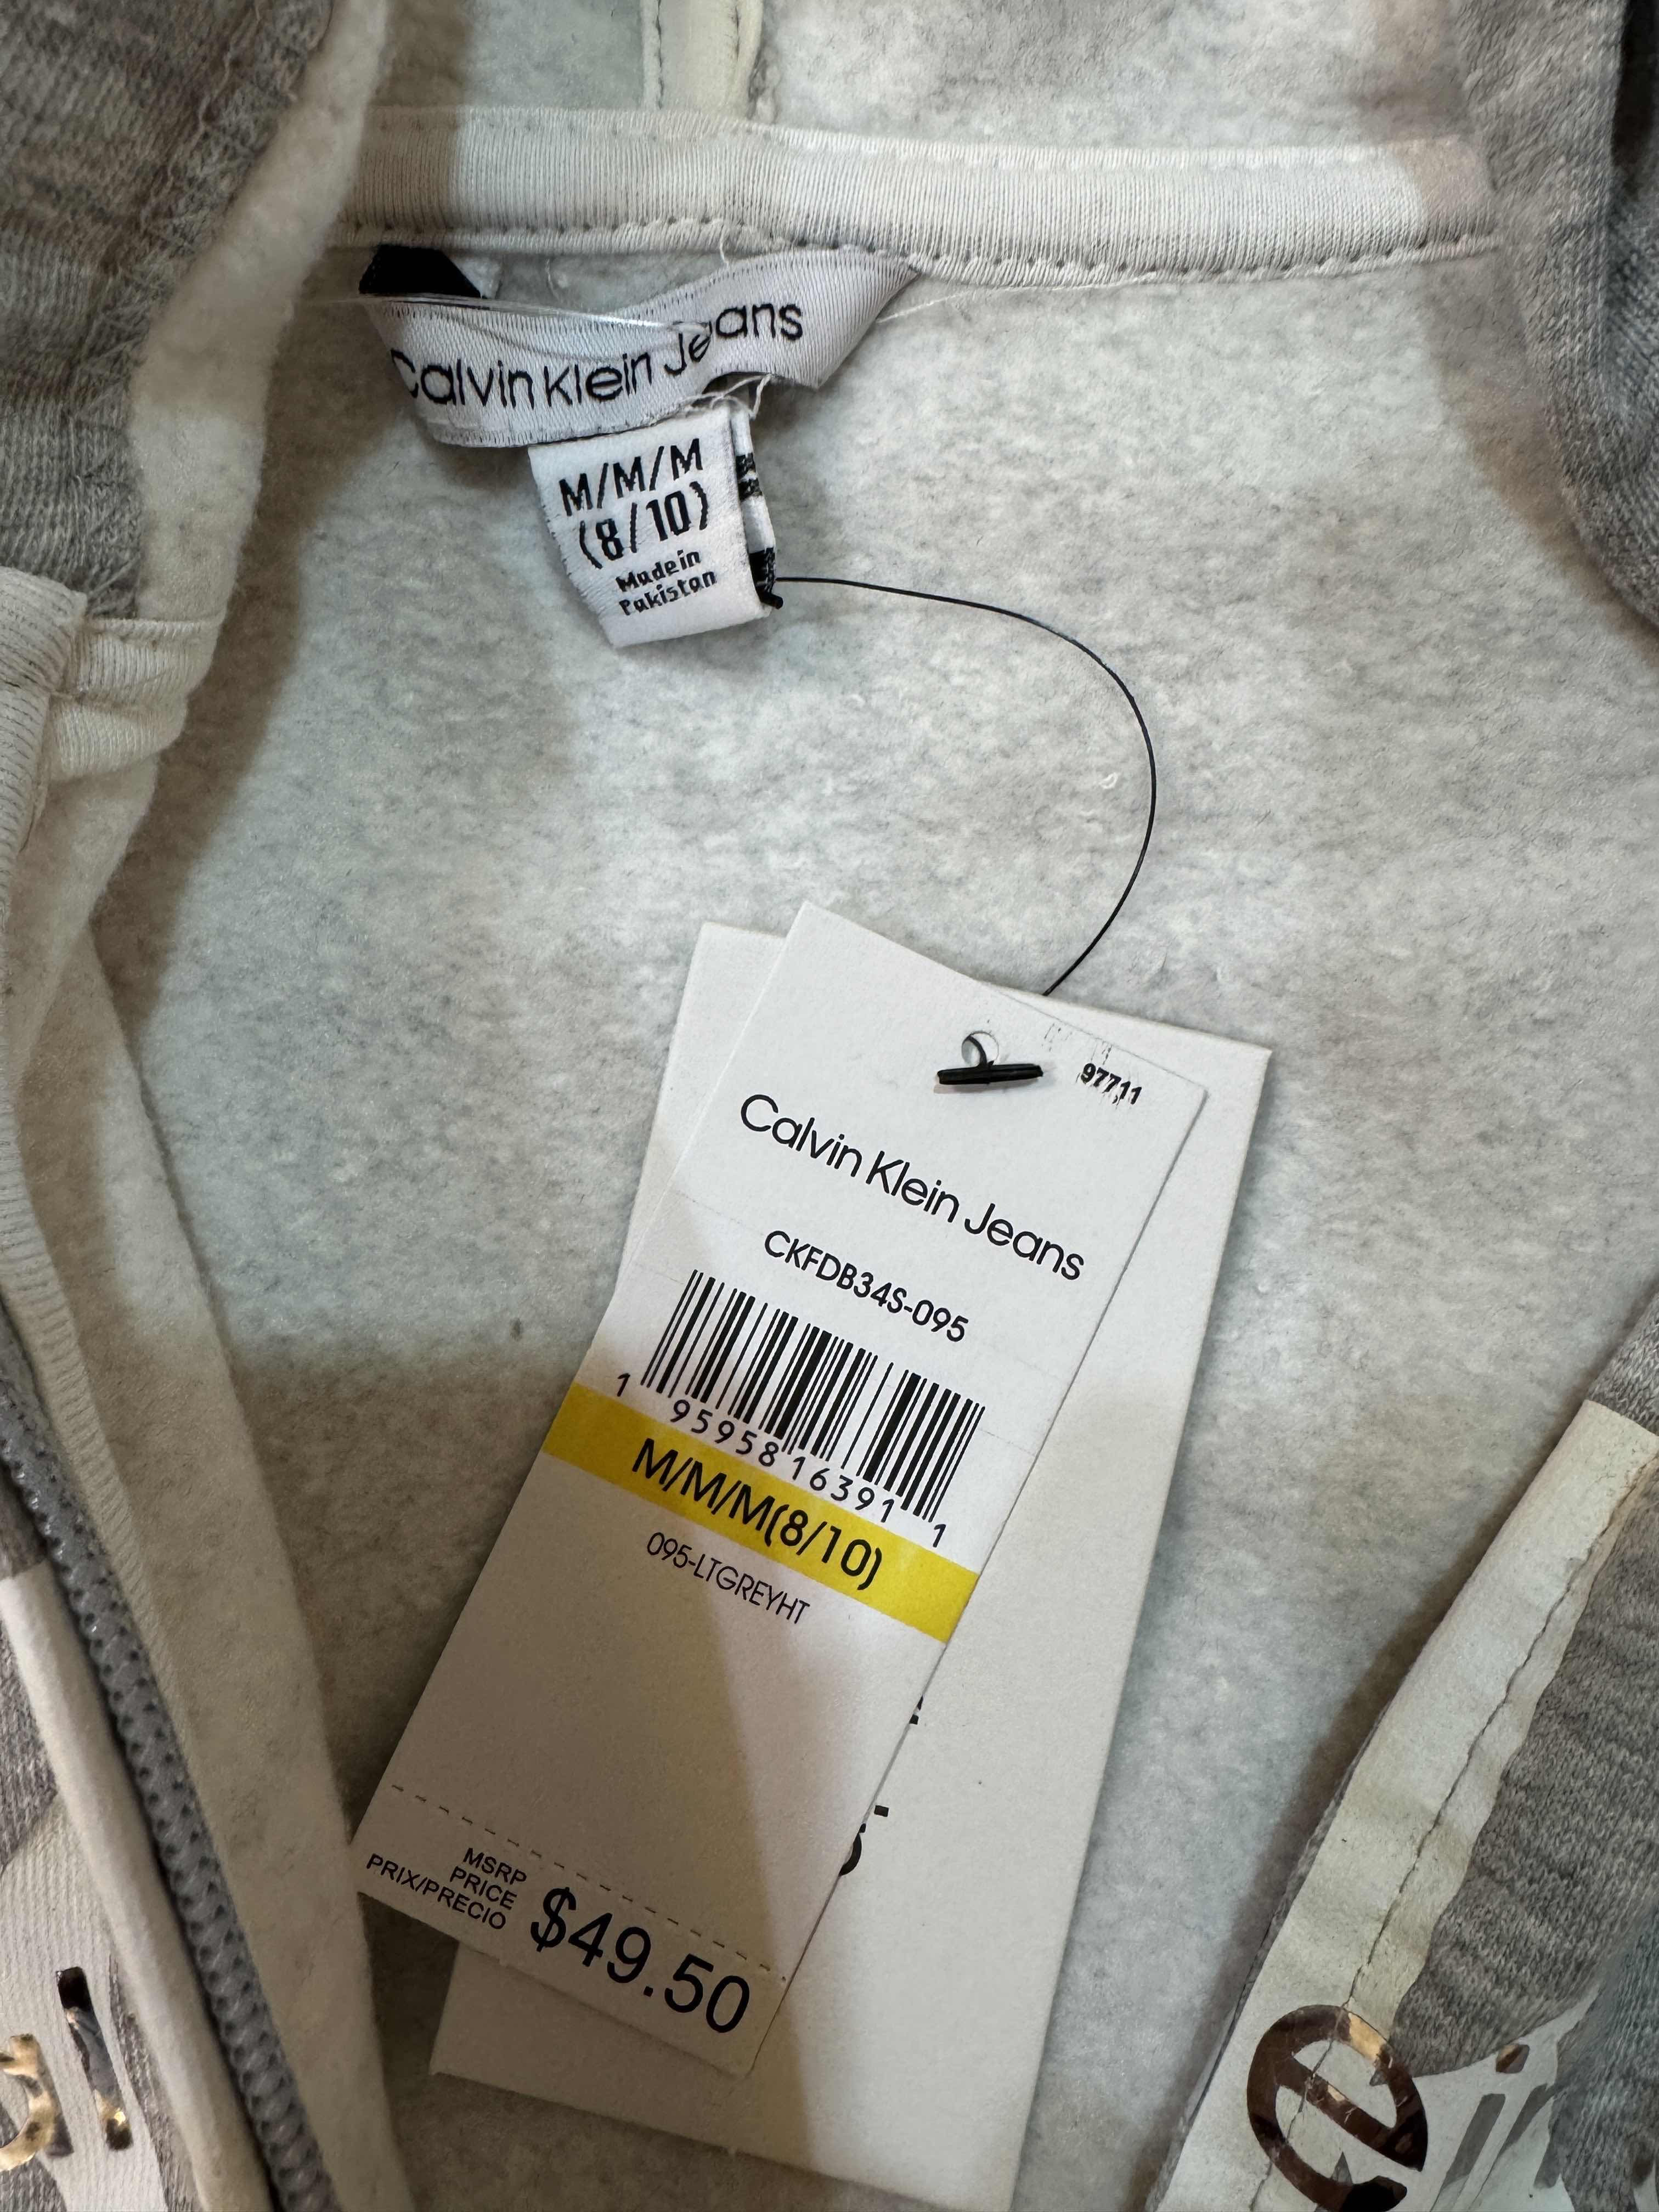 Calvin Klein Jeans
M/M/M
(8/10)
Made in
Pakistan
97711
Calvin Klein Jeans
CKFDB34S-095
1 95958 16391 1
M/M/M(8/10)
095-LTGREYHT
MSRP
PRICE
PRIX/PRECIO
$49.50